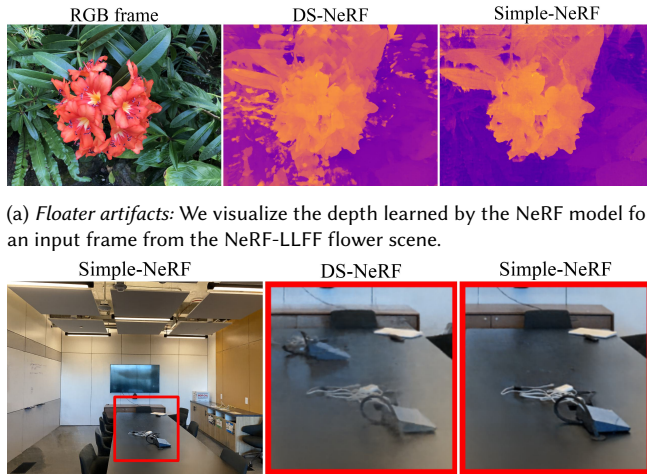 RGB frame DS-NeRF Simple-NeRF
(a) Floater artifacts: We visualize the depth learned by the NeRF model fo
an input frame from the NeRF-LLFF flower scene.
Simple-NeRF DS-NeRF Simple-NeRF